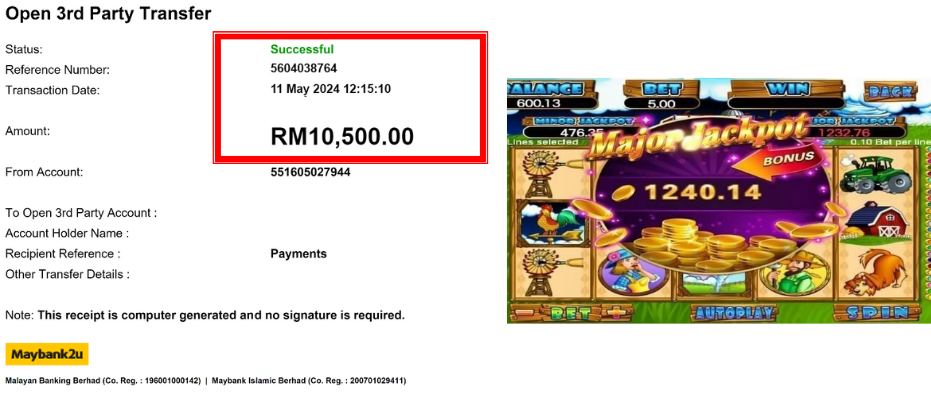 Open 3rd Party Transfer
Status: Successful
Reference Number: 5604038764
Transaction Date: 11 May 2024 12:15:10
Amount: RM10,500.00
From Account: 551605027944
To Open 3rd Party Account :
Account Holder Name :
Recipient Reference : Payments
Other Transfer Details :
Note: This receipt is computer generated and no signature is required.
Maybank2u
Malayan Banking Berhad (Co. Reg. : 196001000142) | Maybank Islamic Berhad (Co. Reg. : 200701029411)
ALANCE BET WIN BACK
600.13 5.00
MINOR JACKPOT JOR JACKPOT
476.35 1232.76
Major Jackpot
Lines selected 0.10 Bet per line
BONUS
1240.14
- BET + AUTOPLAY SPIN